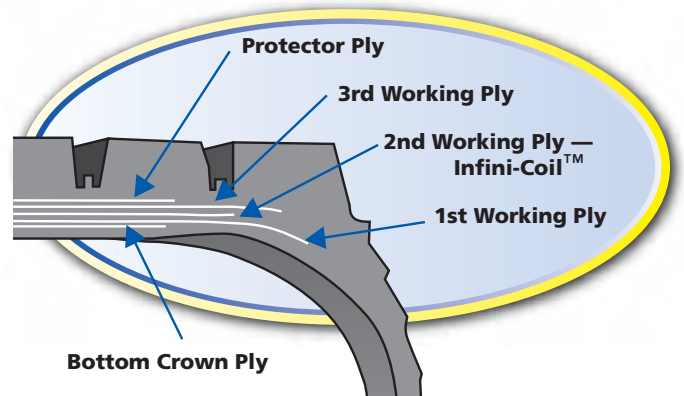 Protector Ply
3rd Working Ply
2nd Working Ply —
Infini-Coil™
1st Working Ply
Bottom Crown Ply